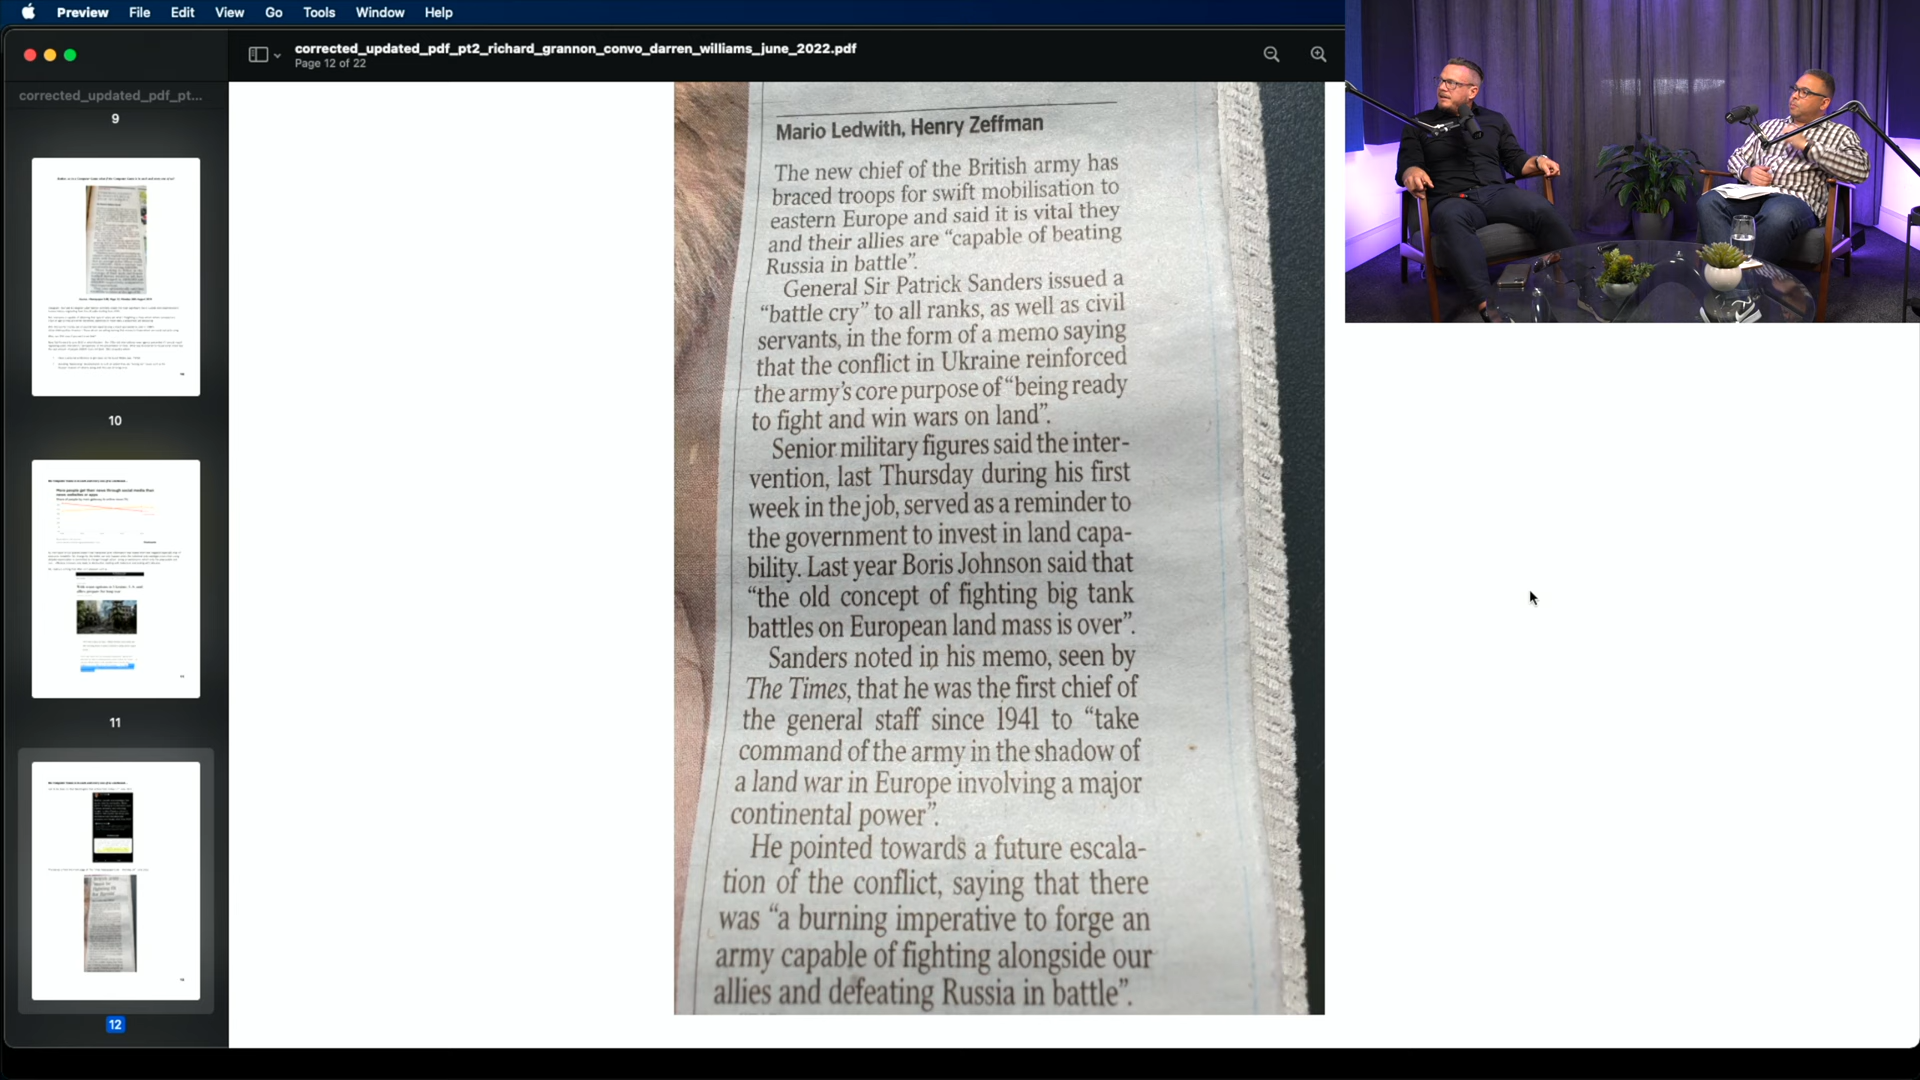 Preview File Edit View Go Tools Window Help
corrected_updated_pdf_pt2_richard_grannon_convo_darren_williams_june_2022.pdf
Page 12 of 22
corrected_updated_pdf_pt...
9
10
11
12
Mario Ledwith, Henry Zeffman
The new chief of the British army has
braced troops for swift mobilisation to
eastern Europe and said it is vital they
and their allies are “capable of beating
Russia in battle”.
General Sir Patrick Sanders issued a
“battle cry” to all ranks, as well as civil
servants, in the form of a memo saying
that the conflict in Ukraine reinforced
the army’s core purpose of “being ready
to fight and win wars on land”.
Senior military figures said the inter-
vention, last Thursday during his first
week in the job, served as a reminder to
the government to invest in land capa-
bility. Last year Boris Johnson said that
“the old concept of fighting big tank
battles on European land mass is over”.
Sanders noted in his memo, seen by
The Times, that he was the first chief of
the general staff since 1941 to “take
command of the army in the shadow of
a land war in Europe involving a major
continental power”.
He pointed towards a future escala-
tion of the conflict, saying that there
was “a burning imperative to forge an
army capable of fighting alongside our
allies and defeating Russia in battle”.